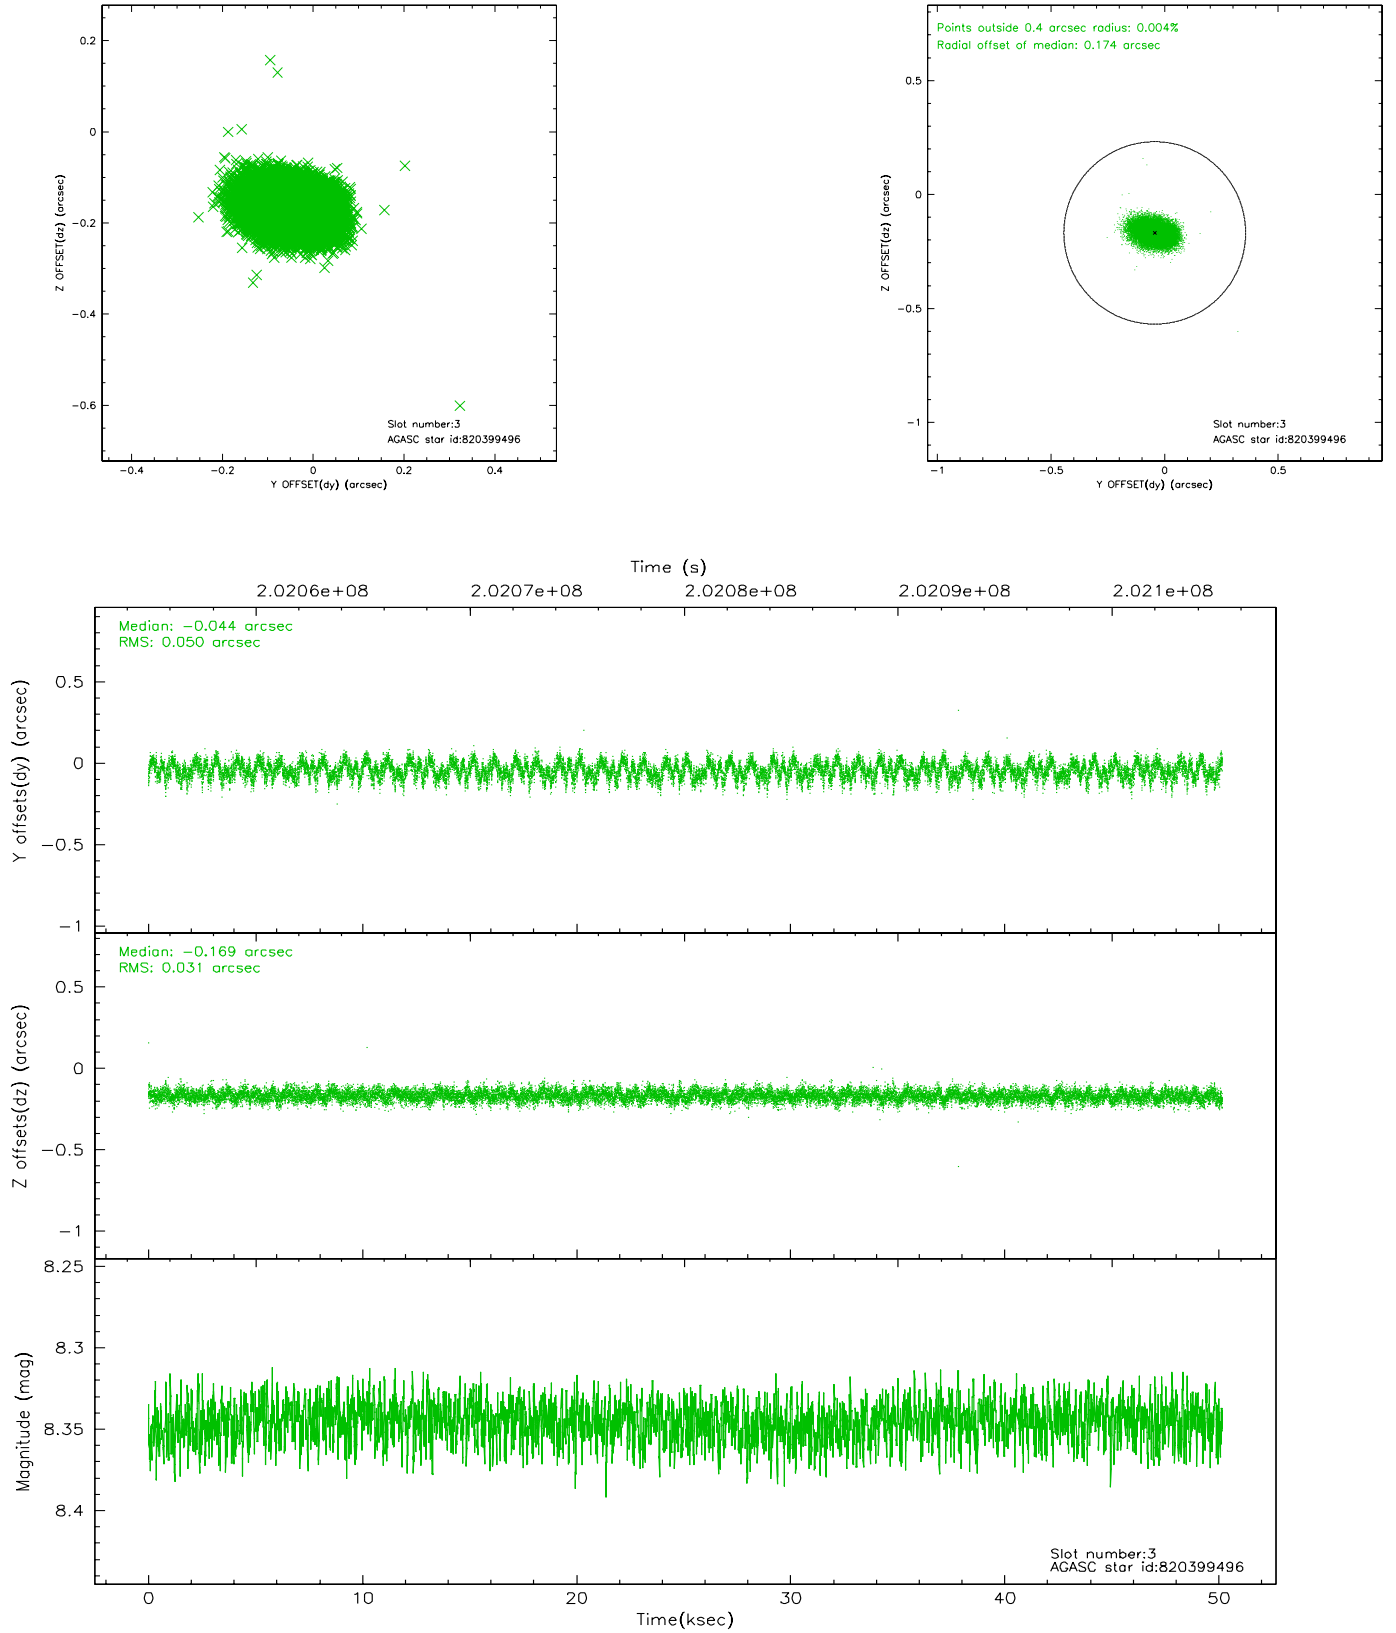 0.2
0
−0.2
−0.4
−0.6
−0.4
−0.2
0
0.2
0.4
Z OFFSET(dz) (arcsec)
Y OFFSET(dy) (arcsec)
Slot number:3
AGASC star id:820399496
Points outside 0.4 arcsec radius: 0.004%
Radial offset of median: 0.174 arcsec
0.5
0
−0.5
−1
−1
−0.5
0
0.5
Z OFFSET(dz) (arcsec)
Y OFFSET(dy) (arcsec)
Slot number:3
AGASC star id:820399496
Time (s)
2.0206e+08
2.0207e+08
2.0208e+08
2.0209e+08
2.021e+08
Median: −0.044 arcsec
RMS: 0.050 arcsec
0.5
0
−0.5
−1
Y offsets(dy) (arcsec)
Median: −0.169 arcsec
RMS: 0.031 arcsec
0.5
0
−0.5
−1
Z offsets(dz) (arcsec)
8.25
8.3
8.35
8.4
Magnitude (mag)
Slot number:3
AGASC star id:820399496
0
10
20
30
40
50
Time(ksec)